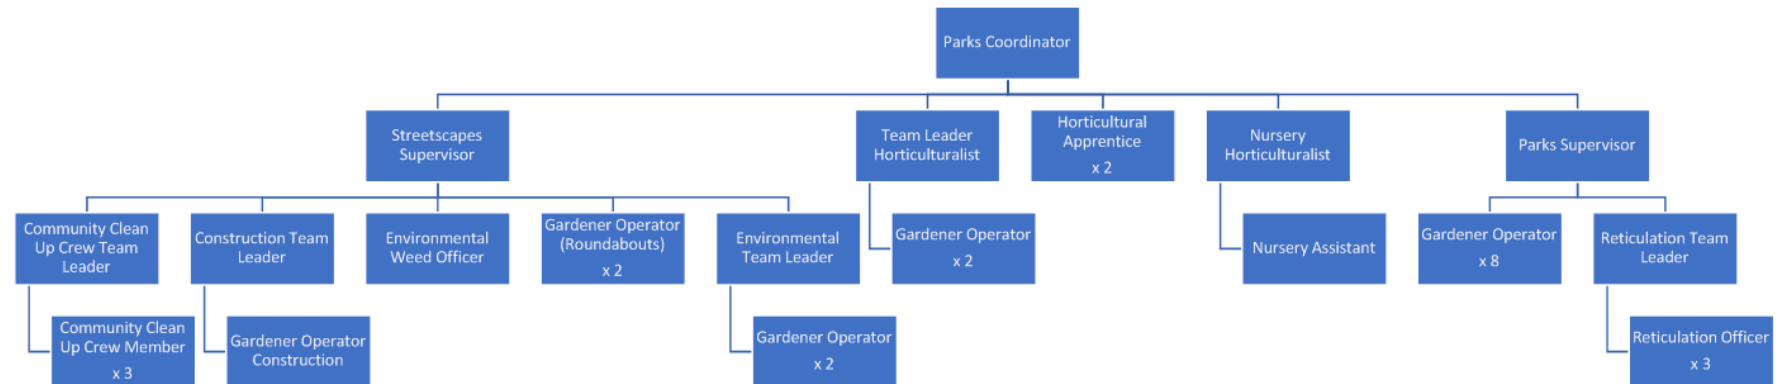 Parks Coordinator
Streetscapes
Supervisor
Team Leader
Horticulturalist
Horticultural
Apprentice
x 2
Nursery
Horticulturalist
Parks Supervisor
Community Clean
Up Crew Team
Leader
Construction Team
Leader
Environmental
Weed Officer
Gardener Operator
(Roundabouts)
x 2
Environmental
Team Leader
Gardener Operator
x 2
Nursery Assistant
Gardener Operator
x 8
Reticulation Team
Leader
Community Clean
Up Crew Member
x 3
Gardener Operator
Construction
Gardener Operator
x 2
Reticulation Officer
x 3